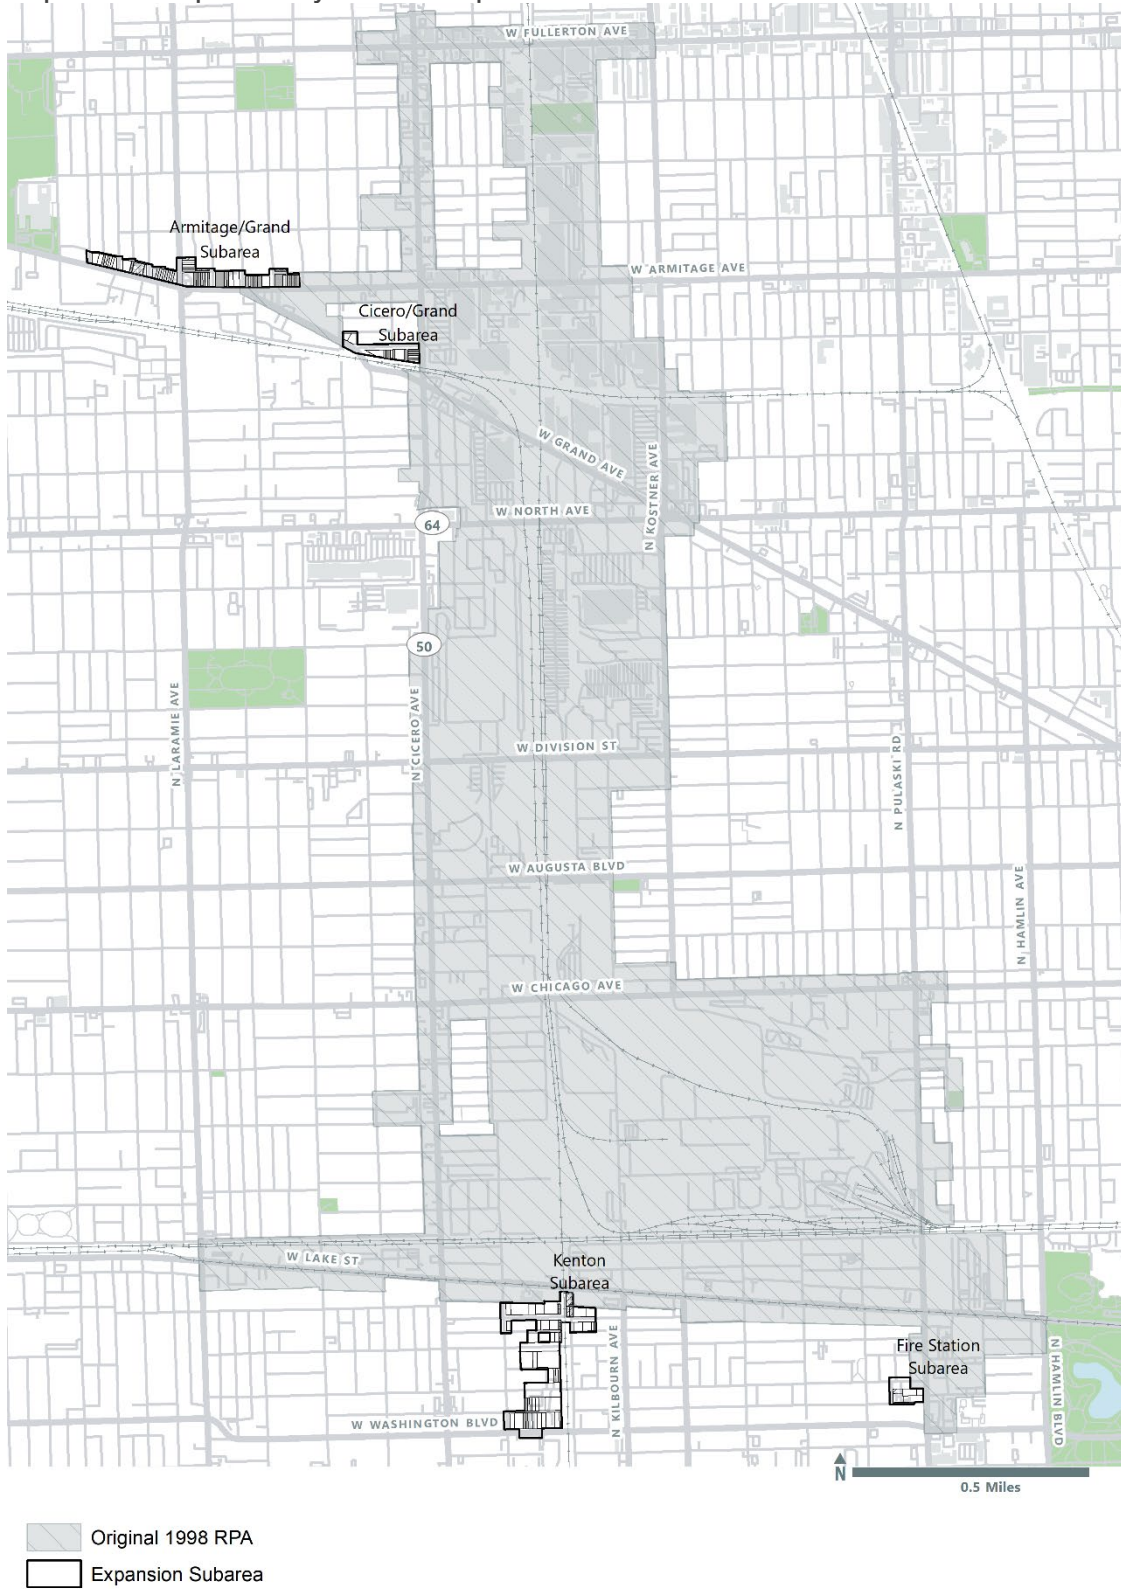 W FULLERTON AVE
Armitage/Grand
Subarea
W ARMITAGE AVE
Cicero/Grand
Subarea
W GRAND AVE
N KOSTNER AVE
W NORTH AVE
64
50
N LARAMIE AVE
N CICERO AVE
W DIVISION ST
N PULASKI RD
W AUGUSTA BLVD
N HAMLIN AVE
W CHICAGO AVE
W LAKE ST
Kenton
Subarea
N KILBOURN AVE
Fire Station
Subarea
N HAMLIN BLVD
W WASHINGTON BLVD
N
0.5 Miles
Original 1998 RPA
Expansion Subarea